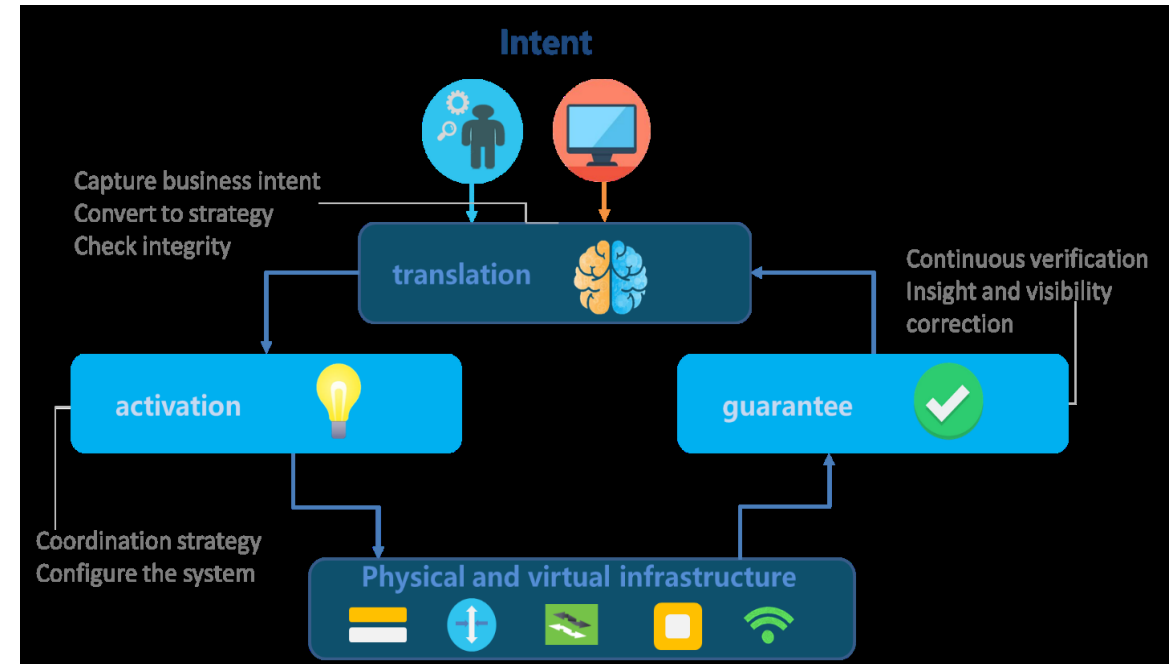 Intent
Capture business intent
Convert to strategy
Check integrity
translation
Continuous verification
Insight and visibility
correction
activation
guarantee
Coordination strategy
Configure the system
Physical and virtual infrastructure